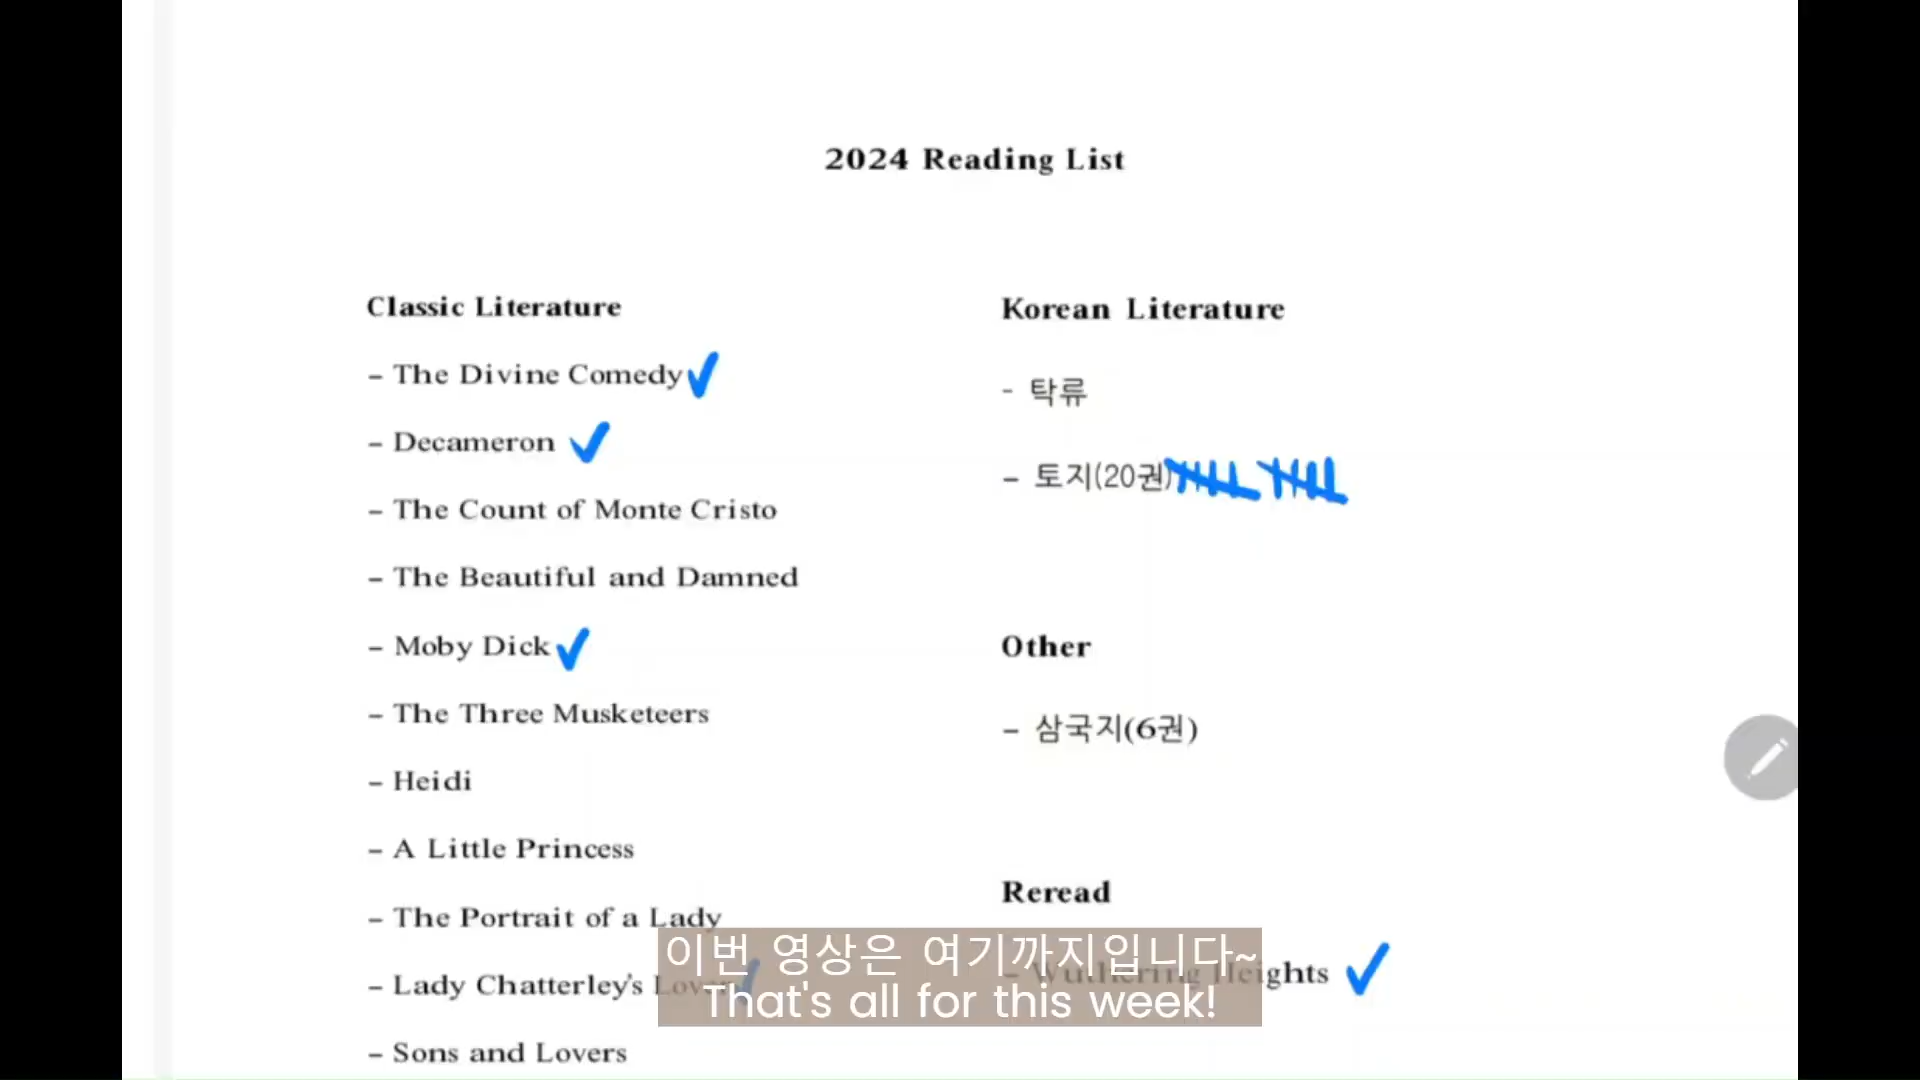 2024 Reading List
Classic Literature
– The Divine Comedy
– Decameron
– The Count of Monte Cristo
– The Beautiful and Damned
– Moby Dick
– The Three Musketeers
– Heidi
– A Little Princess
– The Portrait of a Lady
– Lady Chatterley's Lover
– Sons and Lovers
Korean Literature
- 탁류
– 토지(20권)
Other
– 삼국지(6권)
Reread
– Wuthering Heights
이번 영상은 여기까지입니다~
That's all for this week!